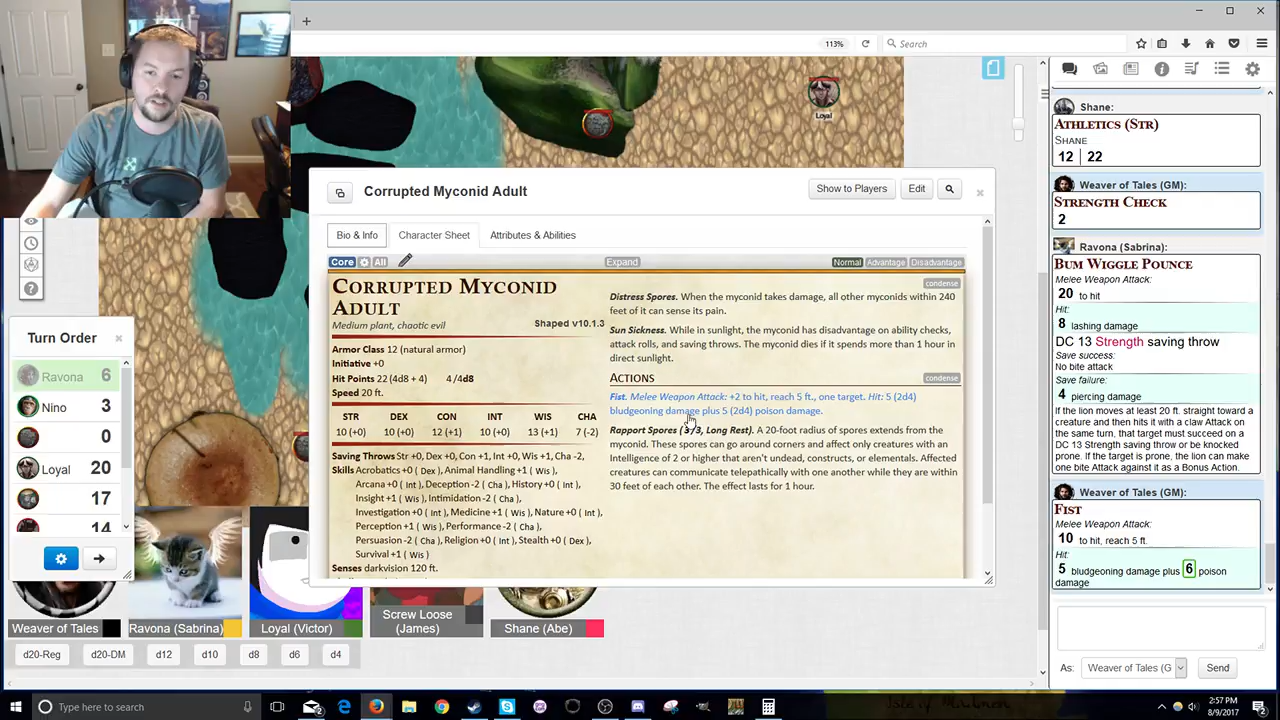 113%
Search
Loyal
Corrupted Myconid Adult
Show to Players
Edit
Bio & Info
Character Sheet
Attributes & Abilities
Core
All
Expand
Normal
Advantage
Disadvantage
CORRUPTED MYCONID
ADULT
Medium plant, chaotic evil
Shaped v10.1.3
Armor Class 12 (natural armor)
Initiative +0
Hit Points 22 (4d8 + 4) 4 /4d8
Speed 20 ft.
STR DEX CON INT WIS CHA
10 (+0) 10 (+0) 12 (+1) 10 (+0) 13 (+1) 7 (-2)
Saving Throws Str +0, Dex +0, Con +1, Int +0, Wis +1, Cha -2,
Skills Acrobatics +0 ( Dex ), Animal Handling +1 ( Wis ),
Arcana +0 ( Int ), Deception -2 ( Cha ), History +0 ( Int ),
Insight +1 ( Wis ), Intimidation -2 ( Cha ),
Investigation +0 ( Int ), Medicine +1 ( Wis ), Nature +0 ( Int ),
Perception +1 ( Wis ), Performance -2 ( Cha ),
Persuasion -2 ( Cha ), Religion +0 ( Int ), Stealth +0 ( Dex ),
Survival +1 ( Wis )
Senses darkvision 120 ft.
condense
Distress Spores. When the myconid takes damage, all other myconids within 240
feet of it can sense its pain.
Sun Sickness. While in sunlight, the myconid has disadvantage on ability checks,
attack rolls, and saving throws. The myconid dies if it spends more than 1 hour in
direct sunlight.
ACTIONS
condense
Fist. Melee Weapon Attack: +2 to hit, reach 5 ft., one target. Hit: 5 (2d4)
bludgeoning damage plus 5 (2d4) poison damage.
Rapport Spores ( 3/3, Long Rest). A 20-foot radius of spores extends from the
myconid. These spores can go around corners and affect only creatures with an
Intelligence of 2 or higher that aren't undead, constructs, or elementals. Affected
creatures can communicate telepathically with one another while they are within
30 feet of each other. The effect lasts for 1 hour.
Turn Order
Ravona 6
Nino 3
0
Loyal 20
17
14
Weaver of Tales
Ravona (Sabrina)
Loyal (Victor)
Screw Loose
(James)
Shane (Abe)
d20-Reg
d20-DM
d12
d10
d8
d6
d4
Shane:
ATHLETICS (STR)
SHANE
12 | 22
Weaver of Tales (GM):
STRENGTH CHECK
2
Ravona (Sabrina):
BUM WIGGLE POUNCE
Melee Weapon Attack:
20 to hit
8 lashing damage
DC 13 Strength saving throw
Save success:
No bite attack
Save failure:
4 piercing damage
If the lion moves at least 20 ft. straight toward a
creature and then hits it with a claw Attack on
the same turn, that target must succeed on a
DC 13 Strength saving throw or be knocked
prone. If the target is prone, the lion can make
one bite Attack against it as a Bonus Action.
Weaver of Tales (GM):
FIST
Melee Weapon Attack:
10 to hit, reach 5 ft.
Hit:
5 bludgeoning damage plus 6 poison
damage
As:
Weaver of Tales (G
Send
Type here to search
2:57 PM
8/9/2017